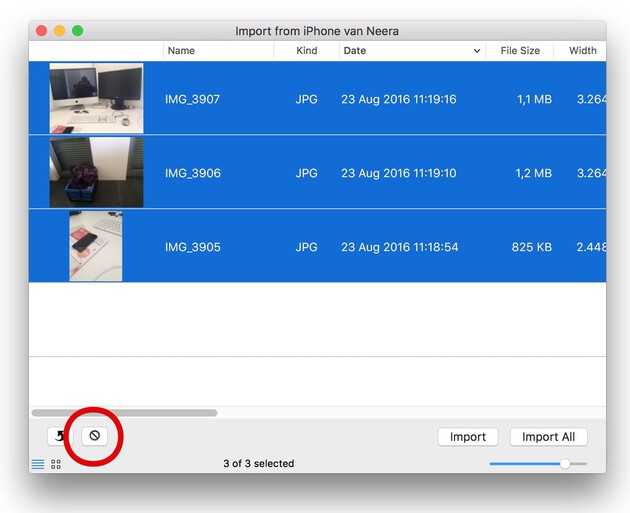 Import from iPhone van Neera
Name Kind Date File Size Width
IMG_3907 JPG 23 Aug 2016 11:19:16 1,1 MB 3.264
IMG_3906 JPG 23 Aug 2016 11:19:10 1,2 MB 3.264
IMG_3905 JPG 23 Aug 2016 11:18:54 825 KB 2.448
Import Import All
3 of 3 selected